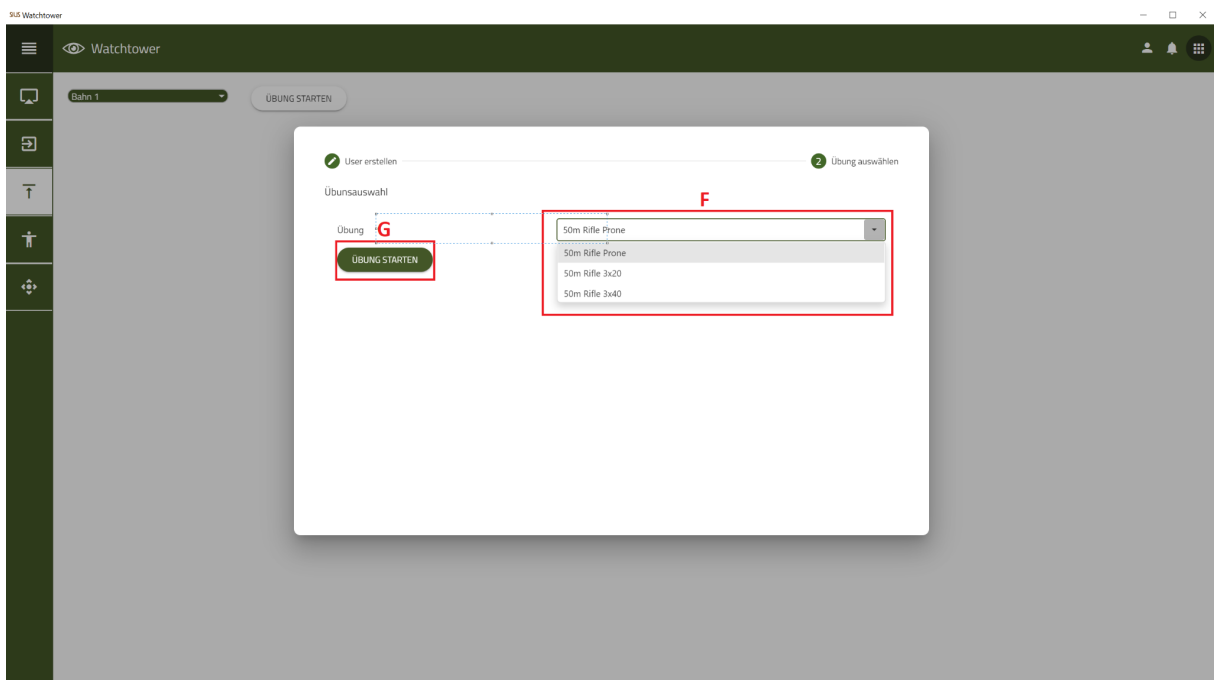 SIUS Watchtower
Watchtower
Bahn 1
ÜBUNG STARTEN
User erstellen
2 Übung auswählen
Übunsauswahl
F
Übung
G
50m Rifle Prone
ÜBUNG STARTEN
50m Rifle Prone
50m Rifle 3x20
50m Rifle 3x40